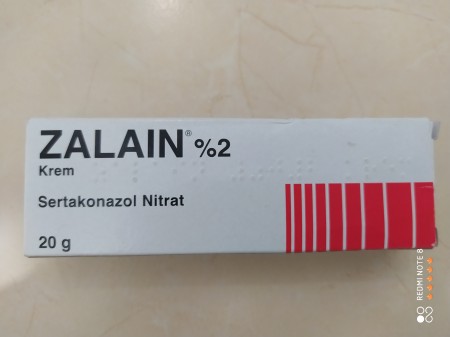 ZALAIN® %2
Krem
Sertakonazol Nitrat
20 g
REDMI NOTE 8